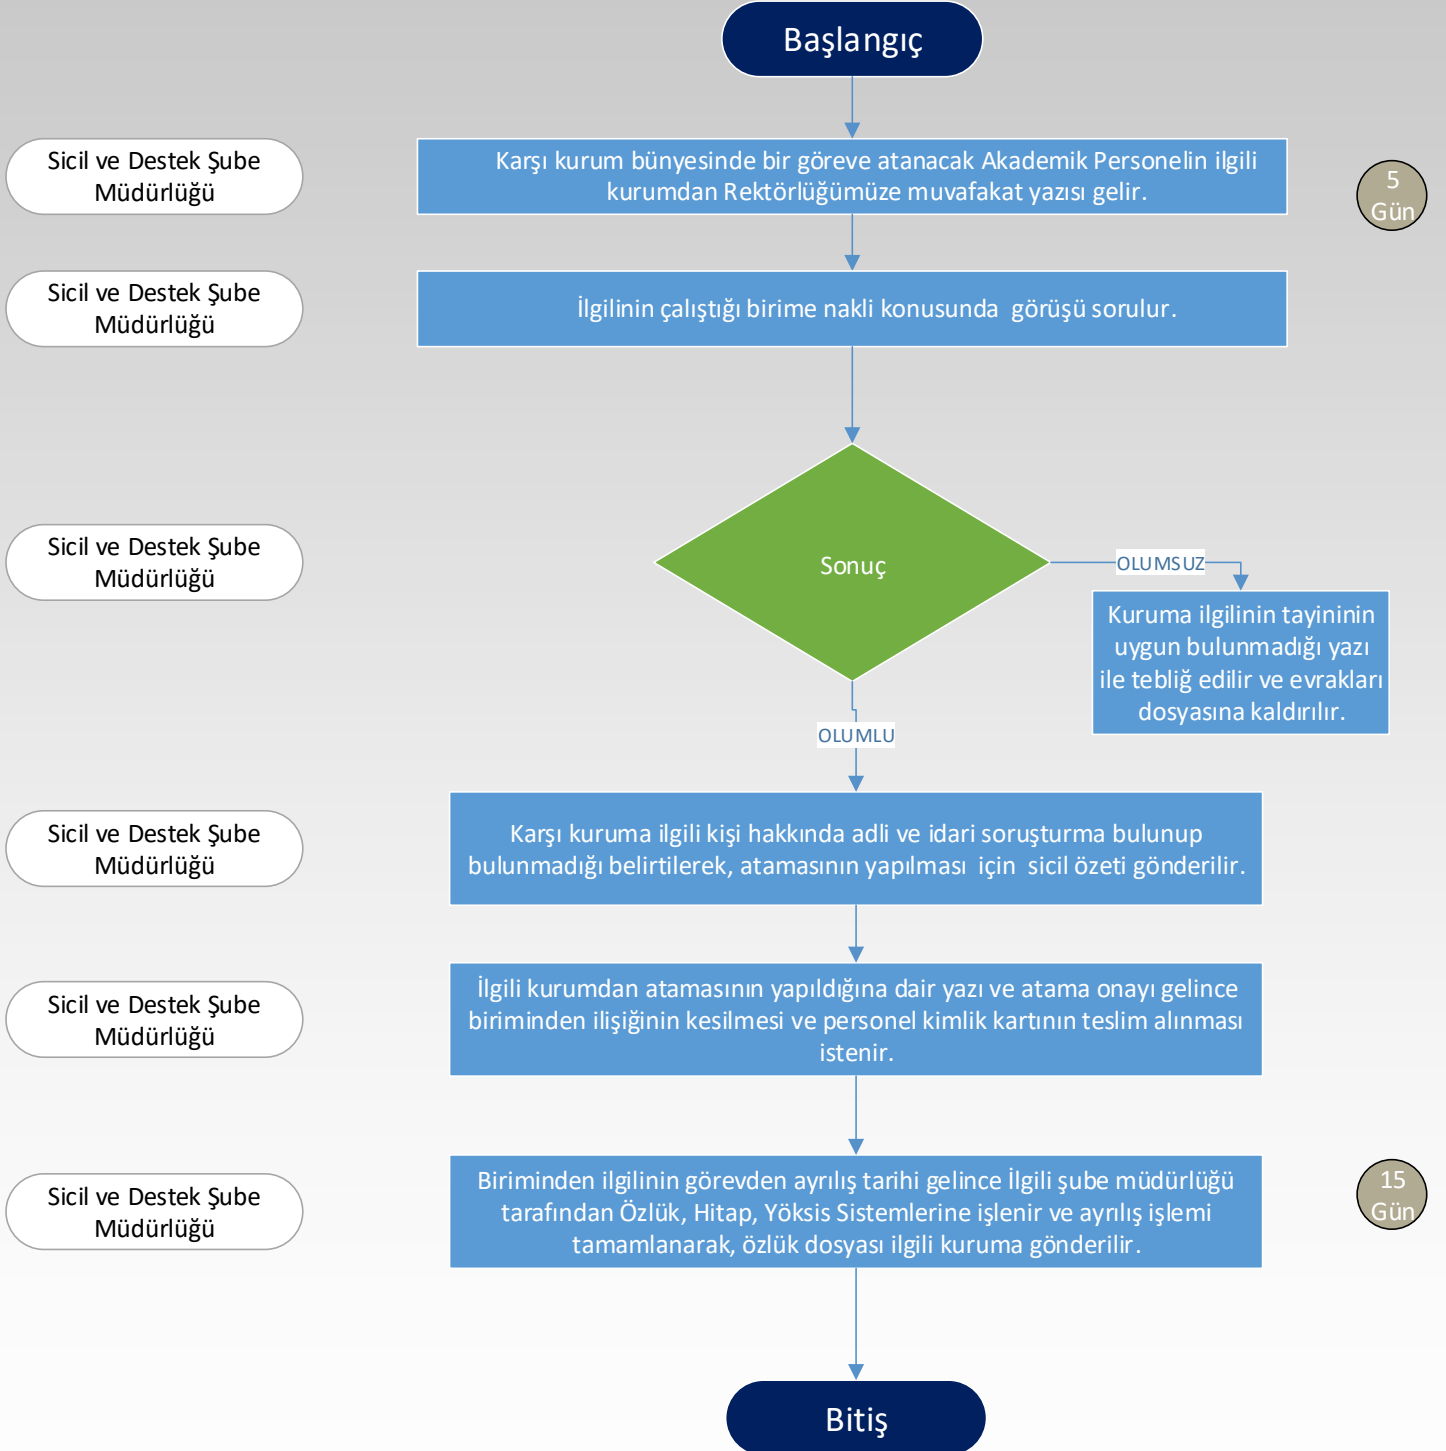 Başlangıç
Sicil ve Destek Şube
Müdürlüğü
Karşı kurum bünyesinde bir göreve atanacak Akademik Personelin ilgili
kurumdan Rektörlüğümüze muvafakat yazısı gelir.
5
Gün
Sicil ve Destek Şube
Müdürlüğü
İlgilinin çalıştığı birime nakli konusunda görüşü sorulur.
Sicil ve Destek Şube
Müdürlüğü
Sonuç
OLUMSUZ
Kuruma ilgilinin tayininin
uygun bulunmadığı yazı
ile tebliğ edilir ve evrakları
dosyasına kaldırılır.
OLUMLU
Sicil ve Destek Şube
Müdürlüğü
Karşı kuruma ilgili kişi hakkında adli ve idari soruşturma bulunup
bulunmadığı belirtilerek, atamasının yapılması için sicil özeti gönderilir.
Sicil ve Destek Şube
Müdürlüğü
İlgili kurumdan atamasının yapıldığına dair yazı ve atama onayı gelince
biriminden ilişiğinin kesilmesi ve personel kimlik kartının teslim alınması
istenir.
Sicil ve Destek Şube
Müdürlüğü
Biriminden ilgilinin görevden ayrılış tarihi gelince İlgili şube müdürlüğü
tarafından Özlük, Hitap, Yöksis Sistemlerine işlenir ve ayrılış işlemi
tamamlanarak, özlük dosyası ilgili kuruma gönderilir.
15
Gün
Bitiş